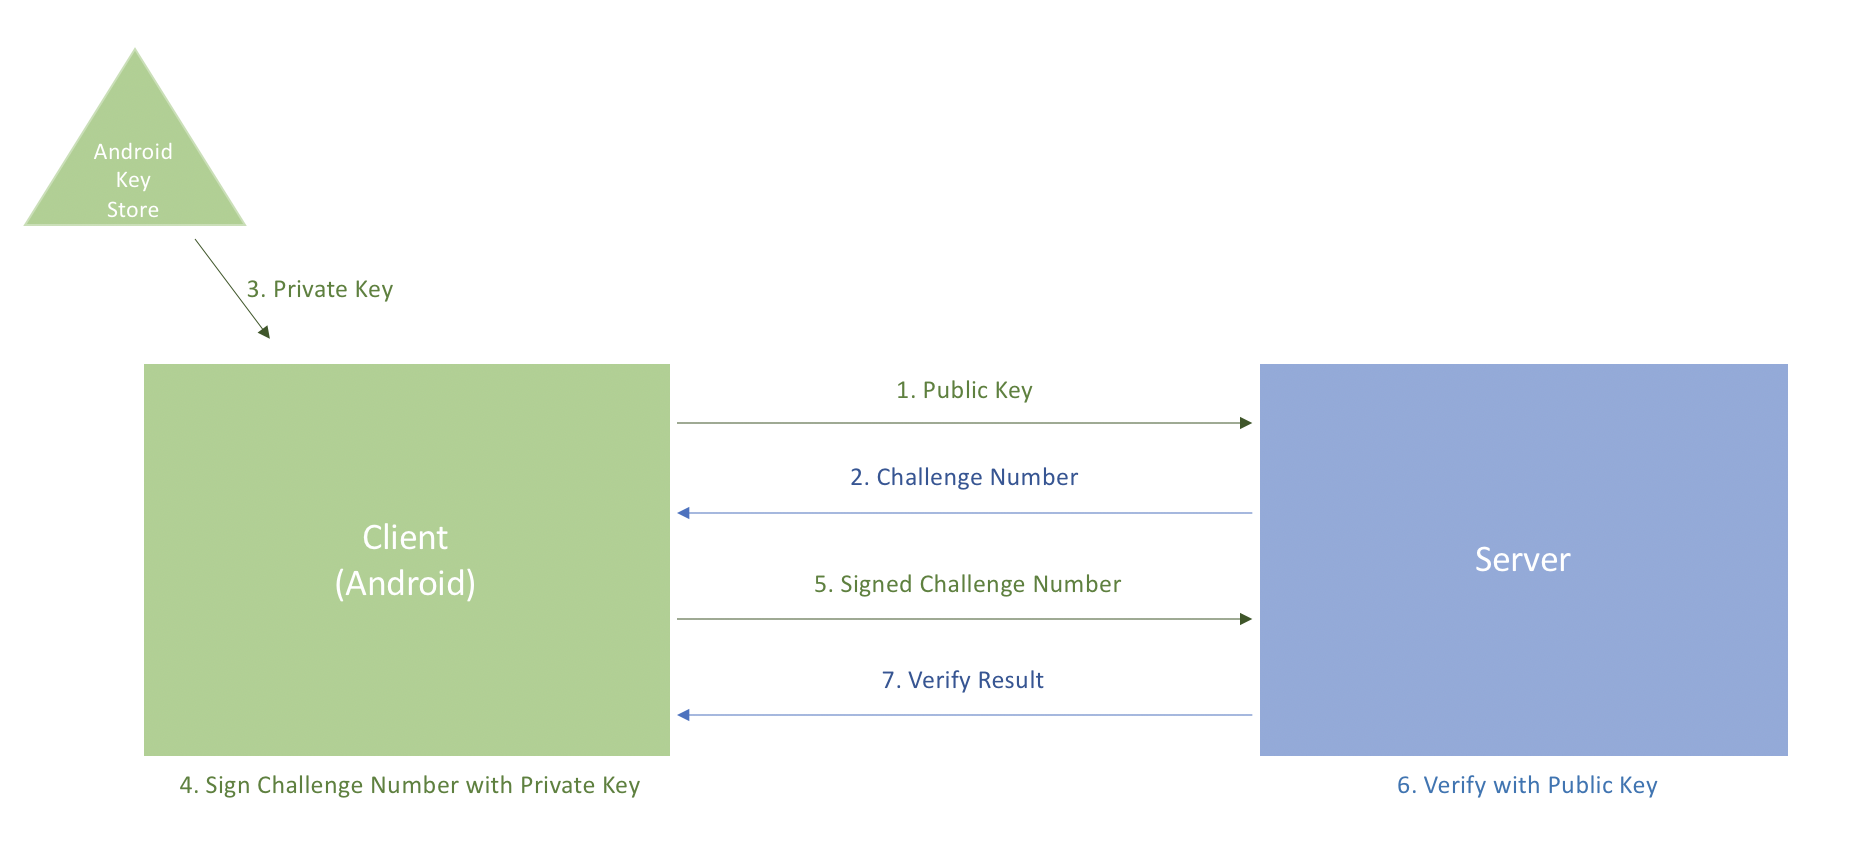 Android
Key
Store
3. Private Key
1. Public Key
2. Challenge Number
Client
(Android)
Server
5. Signed Challenge Number
7. Verify Result
4. Sign Challenge Number with Private Key
6. Verify with Public Key